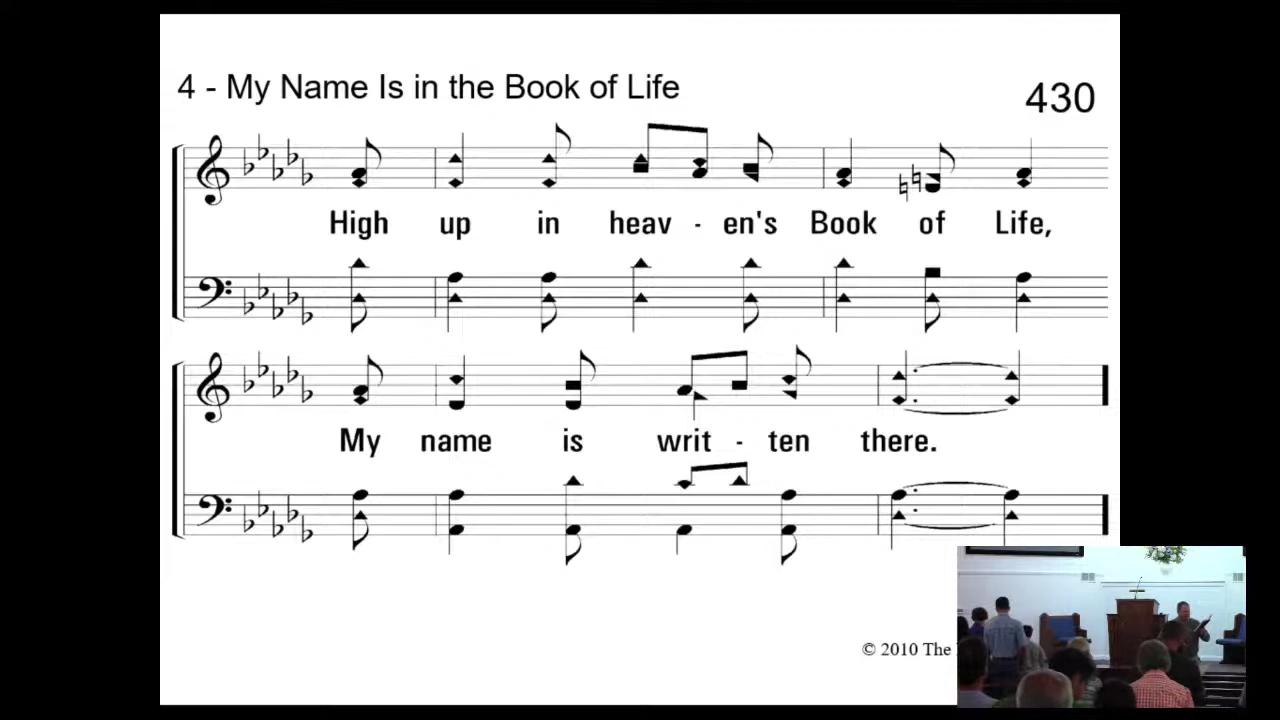 4 - My Name Is in the Book of Life
430
High up in heav - en's Book of Life,
My name is writ - ten there.
© 2010 The